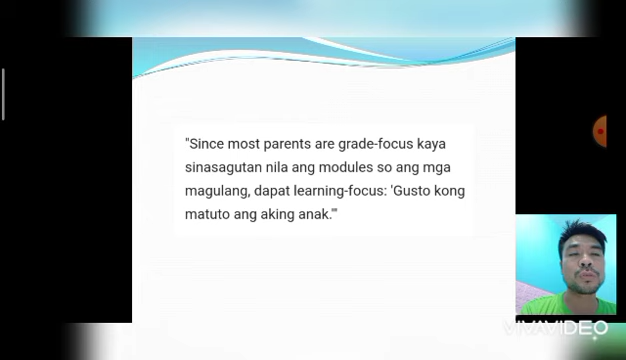 "Since most parents are grade-focus kaya
sinasagutan nila ang modules so ang mga
magulang, dapat learning-focus: 'Gusto kong
matuto ang aking anak.'"
VIVAVIDEO